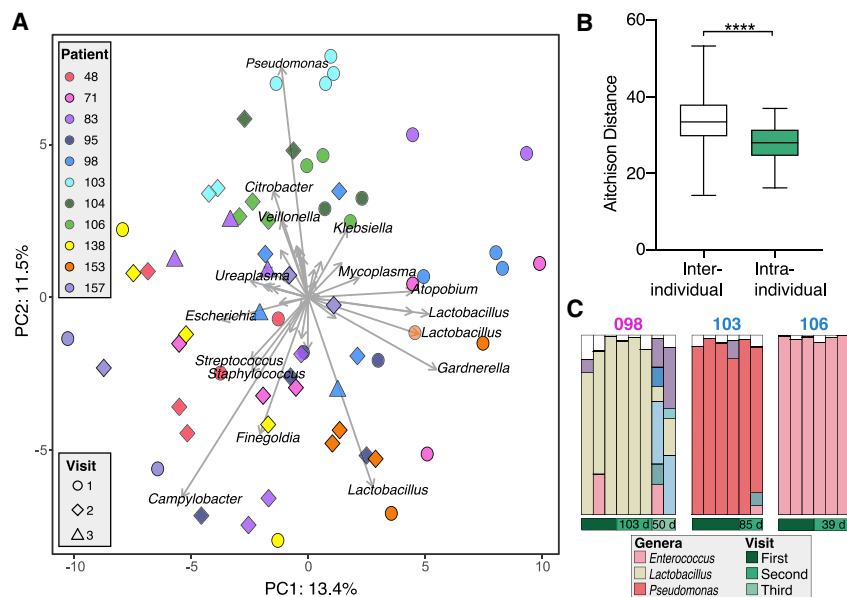 A
Patient
48
71
83
95
98
103
104
106
138
153
157
Visit
1
2
3
Pseudomonas
Citrobacter
Veillonella
Klebsiella
Ureaplasma
Mycoplasma
Atopobium
Escherichia
Lactobacillus
Lactobacillus
Streptococcus
Staphylococcus
Gardnerella
Finegoldia
Campylobacter
Lactobacillus
PC2: 11.5%
5
0
-5
-10
-5
0
5
10
PC1: 13.4%
B
****
Aitchison Distance
60
40
20
0
Inter-
individual
Intra-
individual
C
098
103
106
103 d
50 d
85 d
39 d
Genera
Enterococcus
Lactobacillus
Pseudomonas
Visit
First
Second
Third